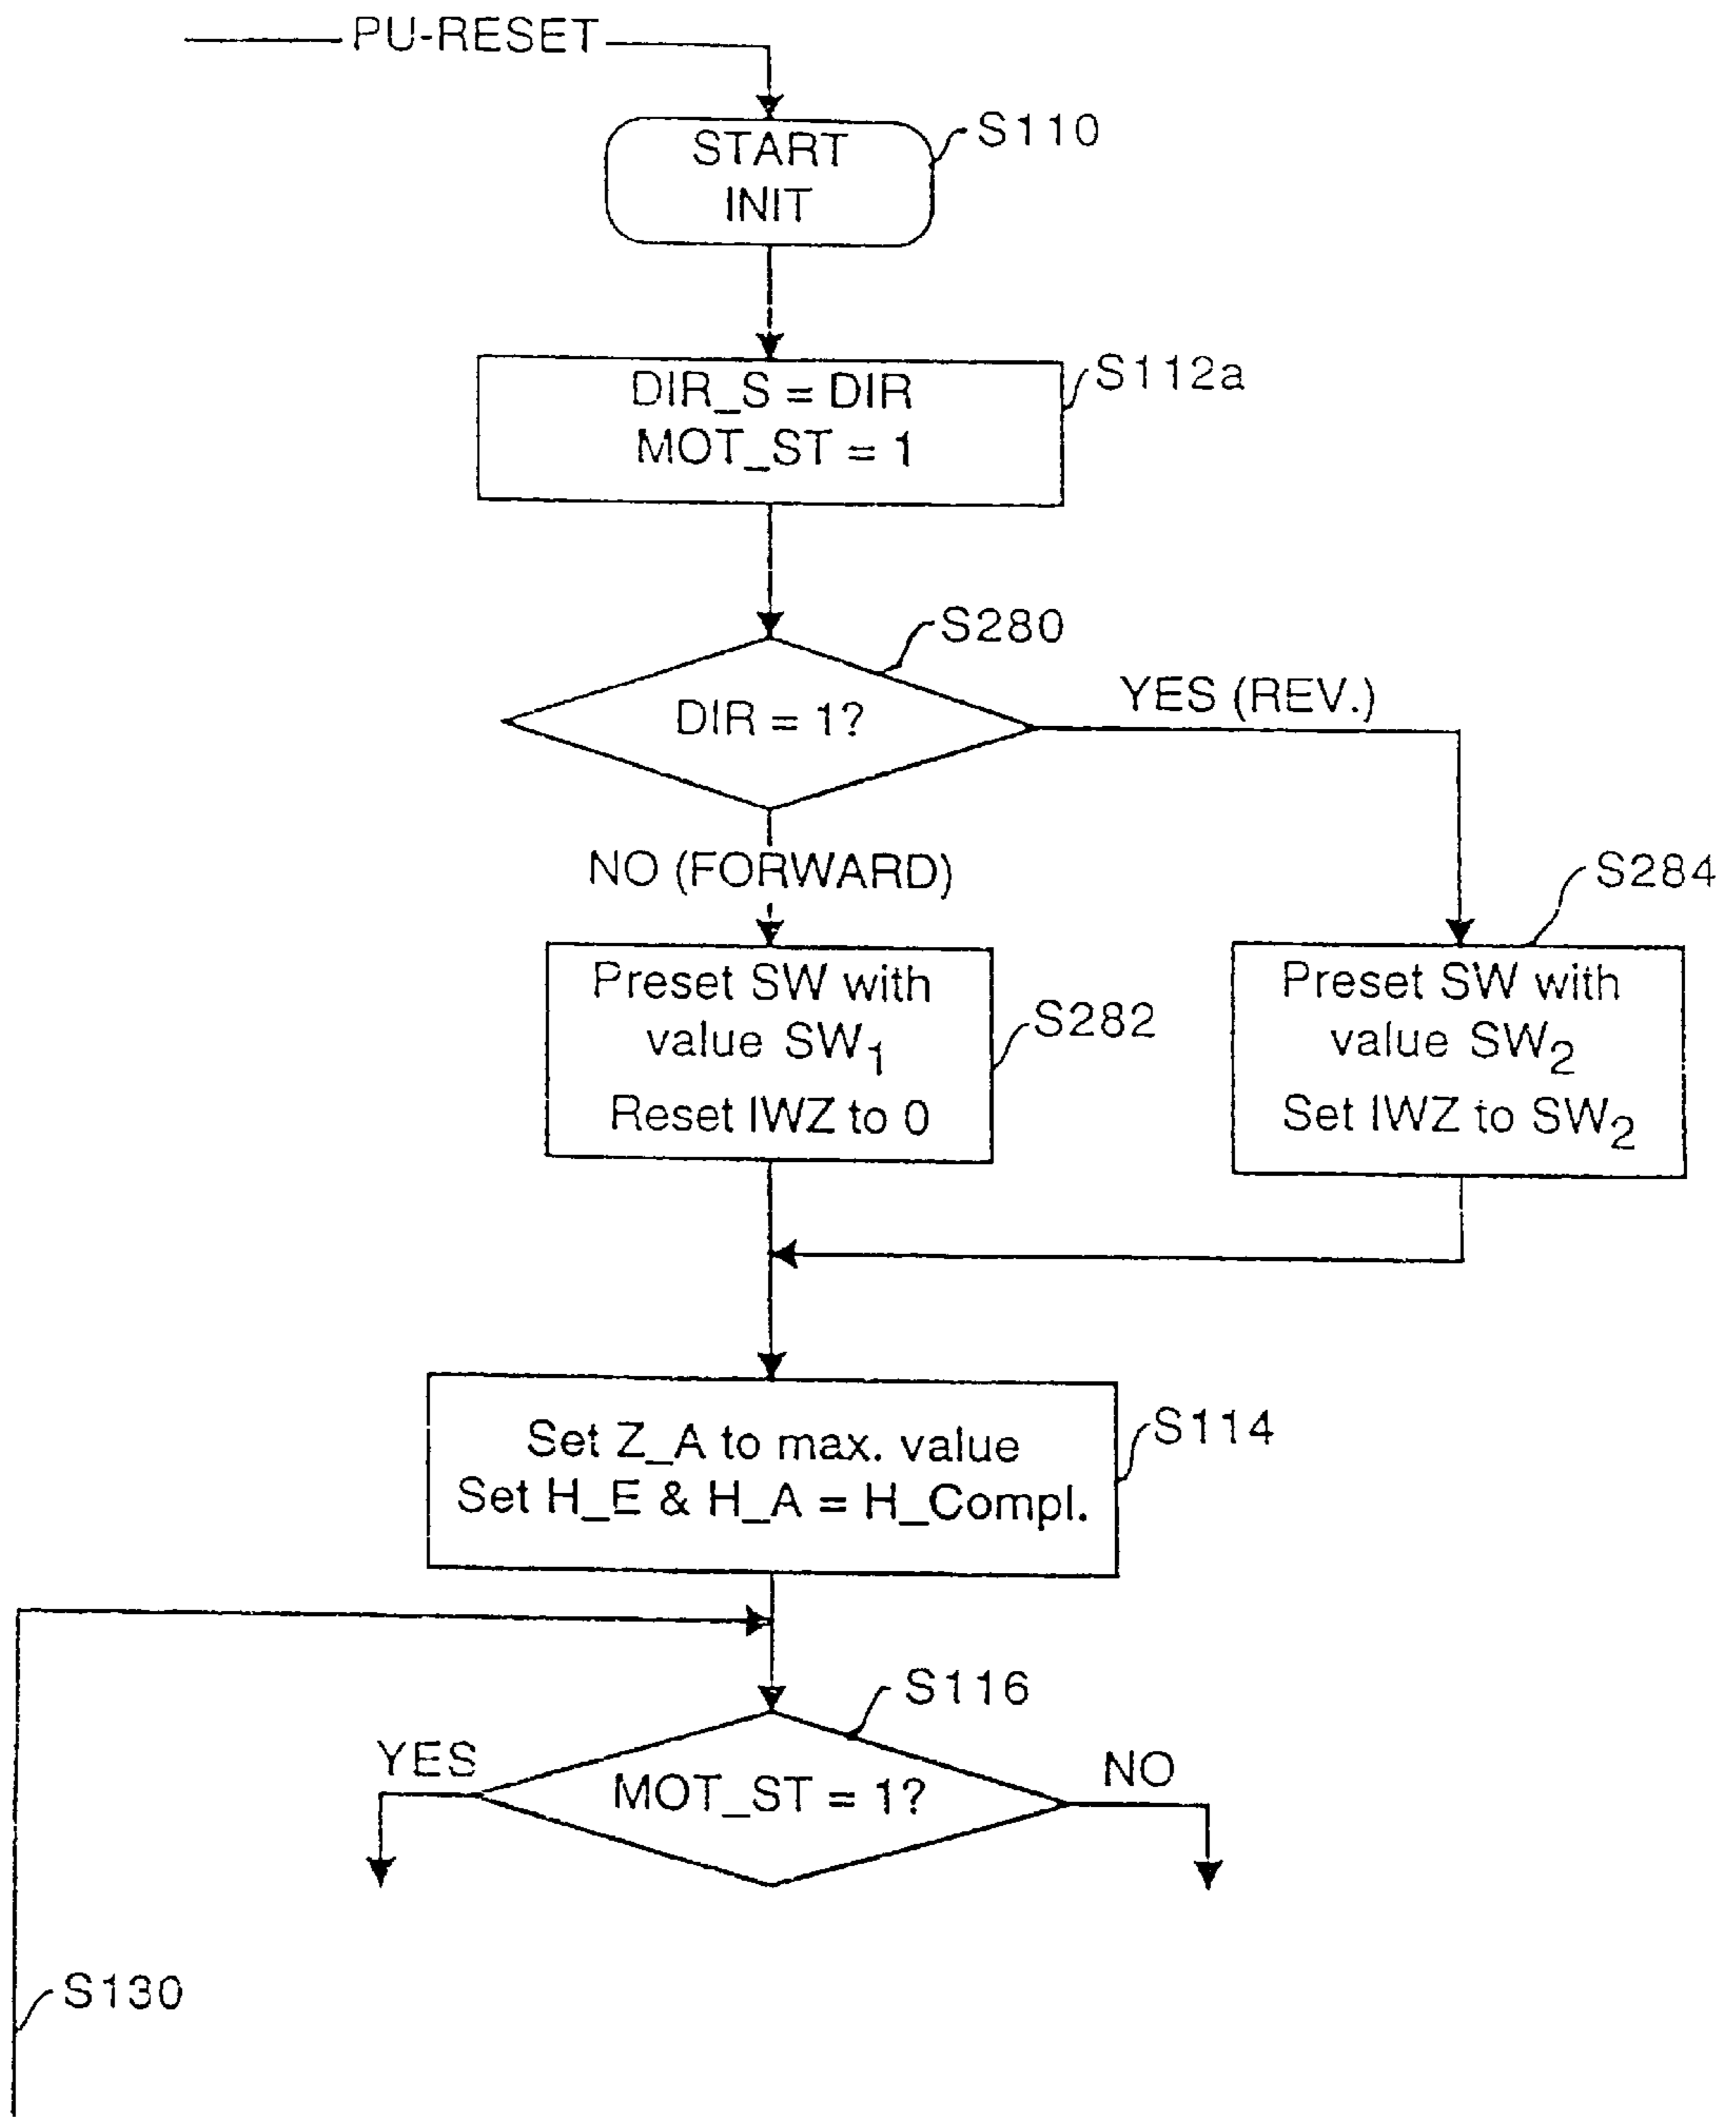 PU-RESET
START
INIT
S110
DIR_S = DIR
MOT_ST = 1
S112a
S280
DIR = 1?
YES (REV.)
NO (FORWARD)
S284
Preset SW with
value SW1
Reset IWZ to 0
S282
Preset SW with
value SW2
Set IWZ to SW2
Set Z_A to max. value
Set H_E & H_A = H_Compl.
S114
S116
YES
MOT_ST = 1?
NO
S130